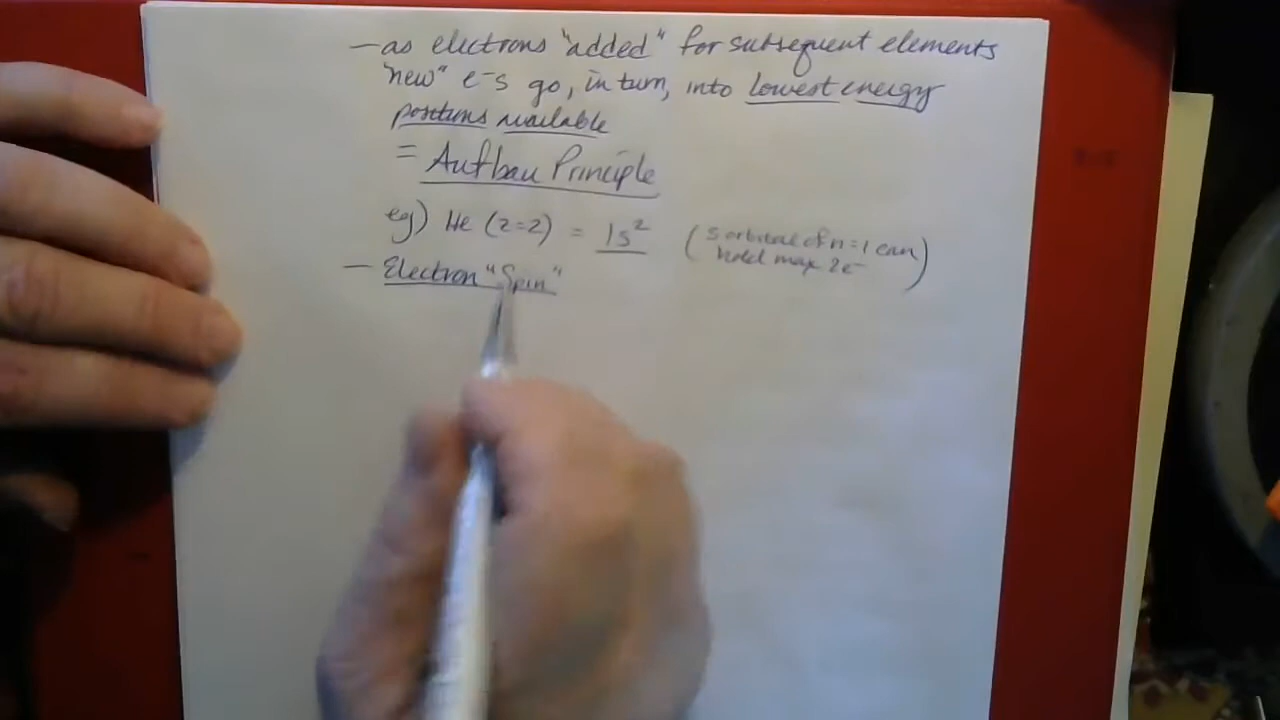 - as electrons "added" for subsequent elements
"new" e-s go, in turn, into lowest energy
positions available
= Aufbau Principle
eg) He (z=2) = 1s² (s orbital of n=1 can
hold max 2e-)
- Electron "Spin"